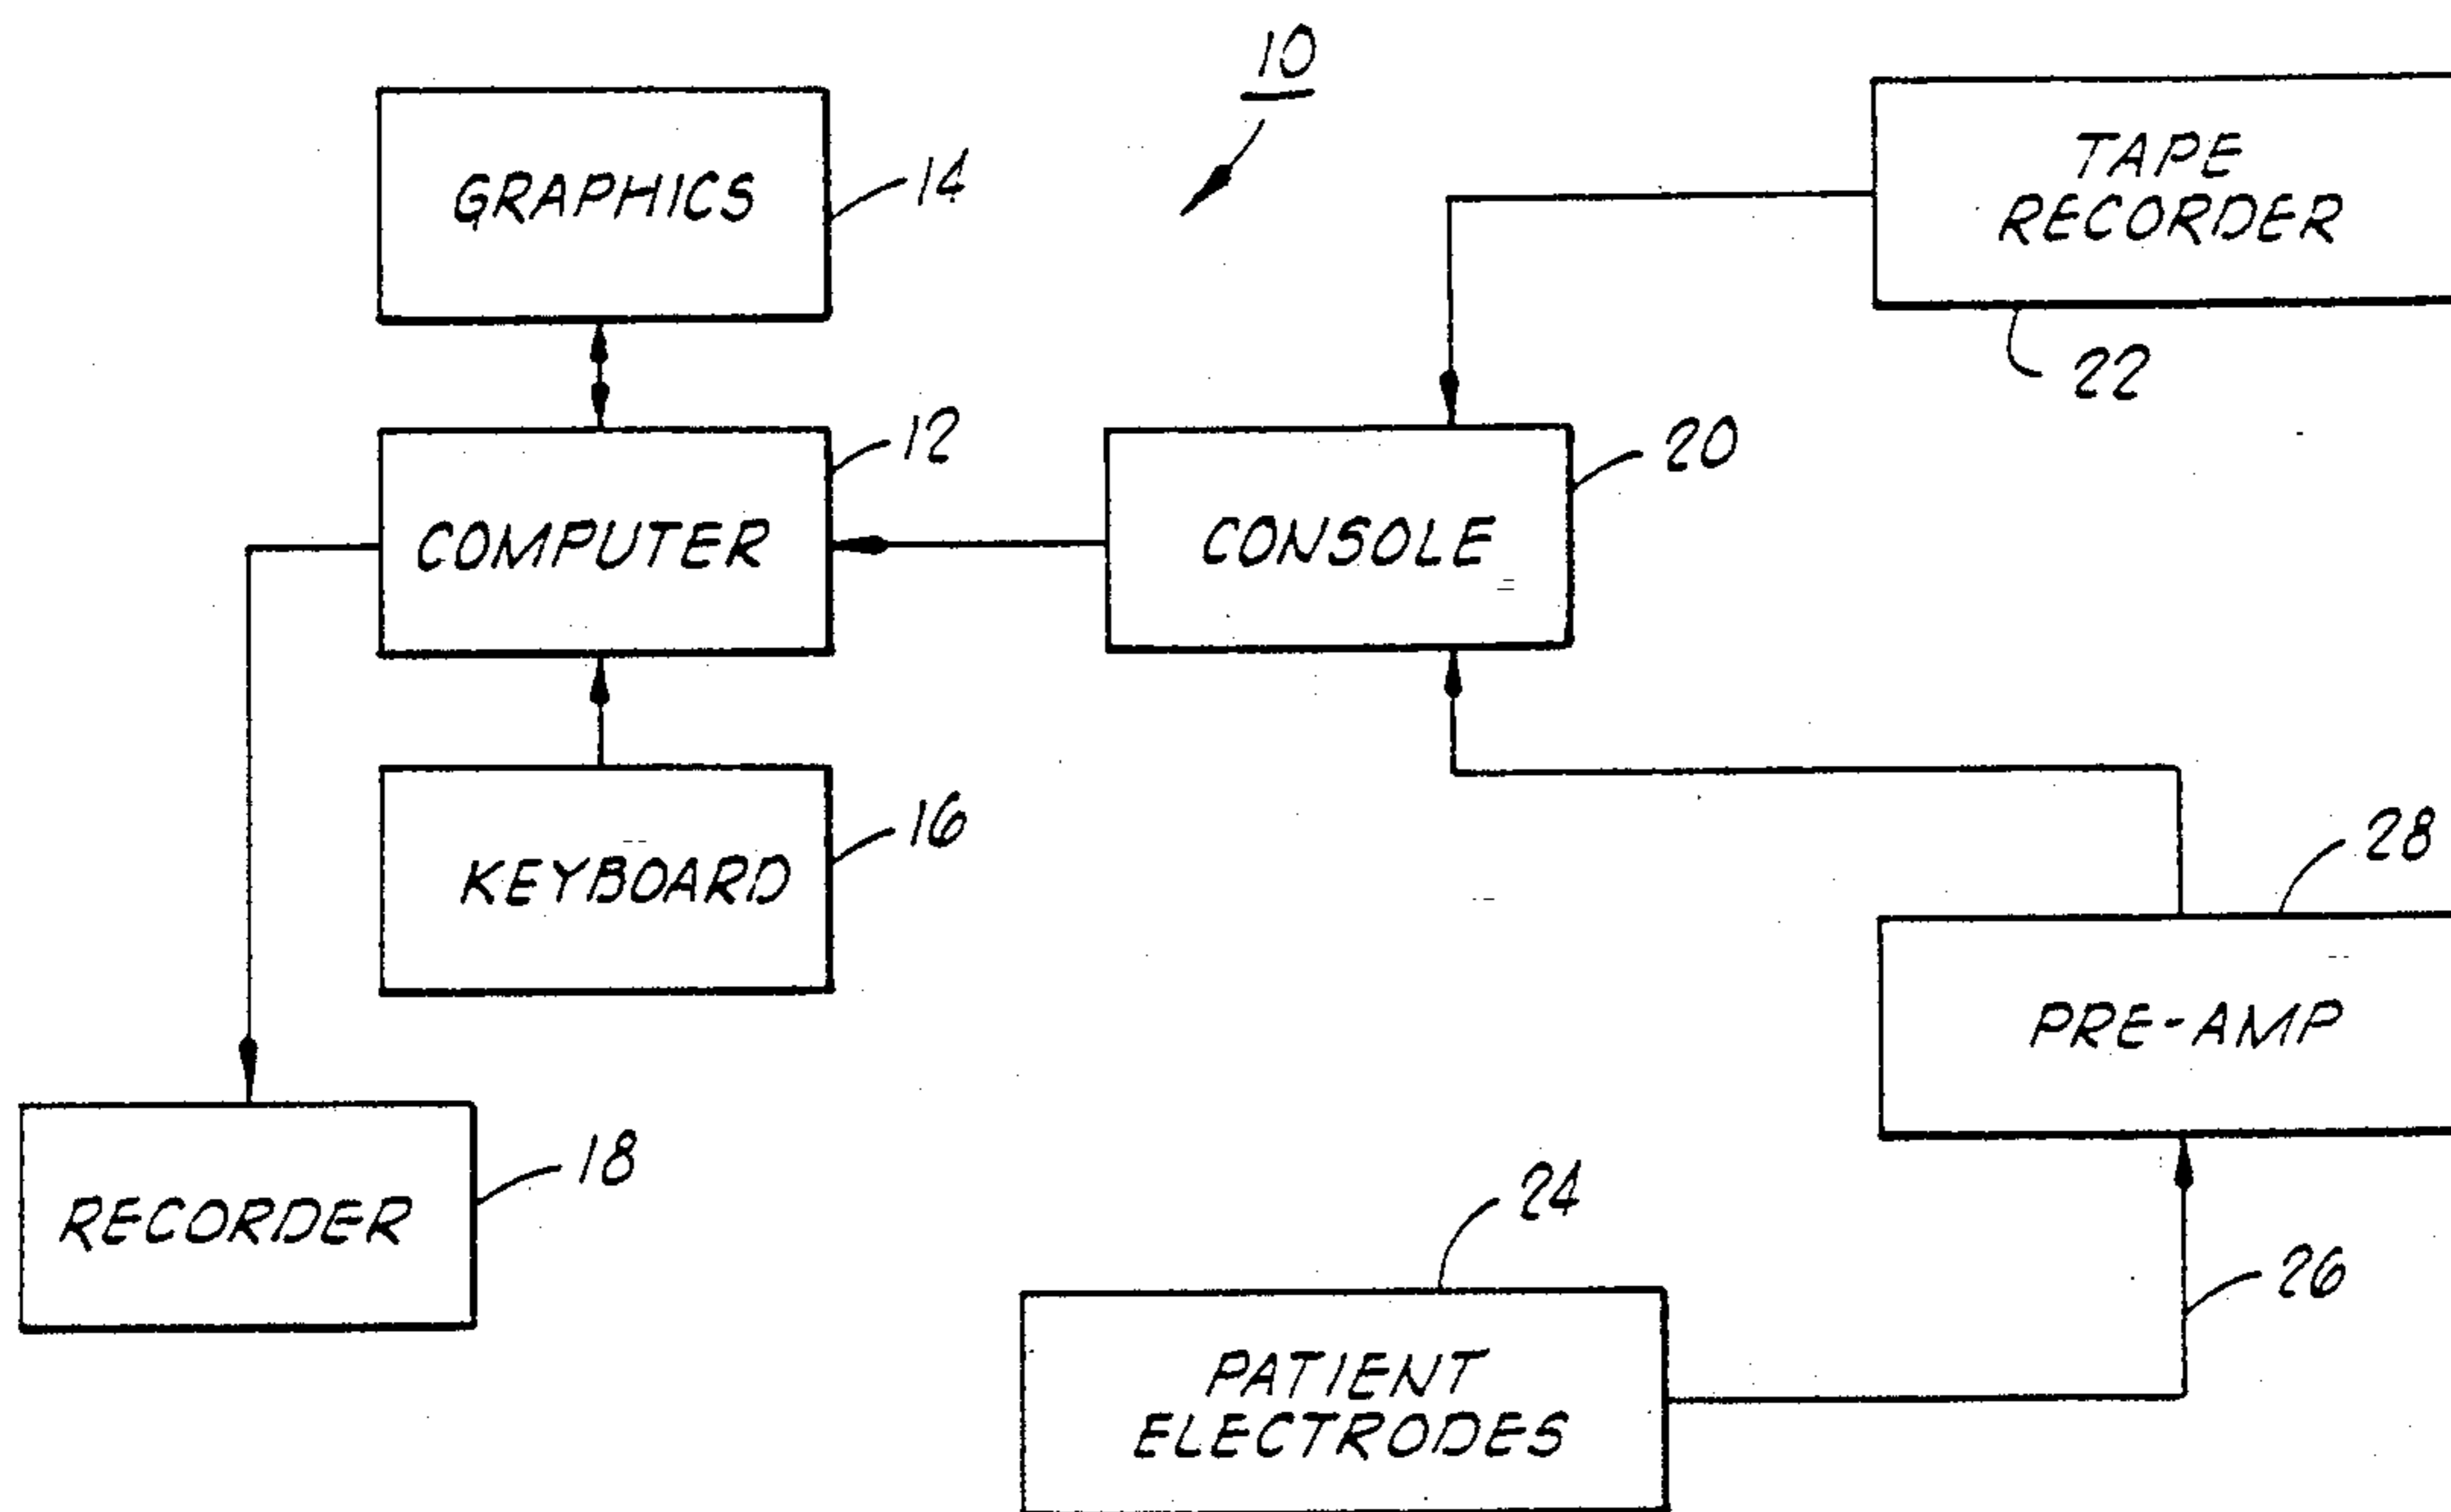 10
GRAPHICS
14
TAPE
RECORDER
22
COMPUTER
12
CONSOLE
20
KEYBOARD
16
28
PRE-AMP
RECORDER
18
24
PATIENT
ELECTRODES
26